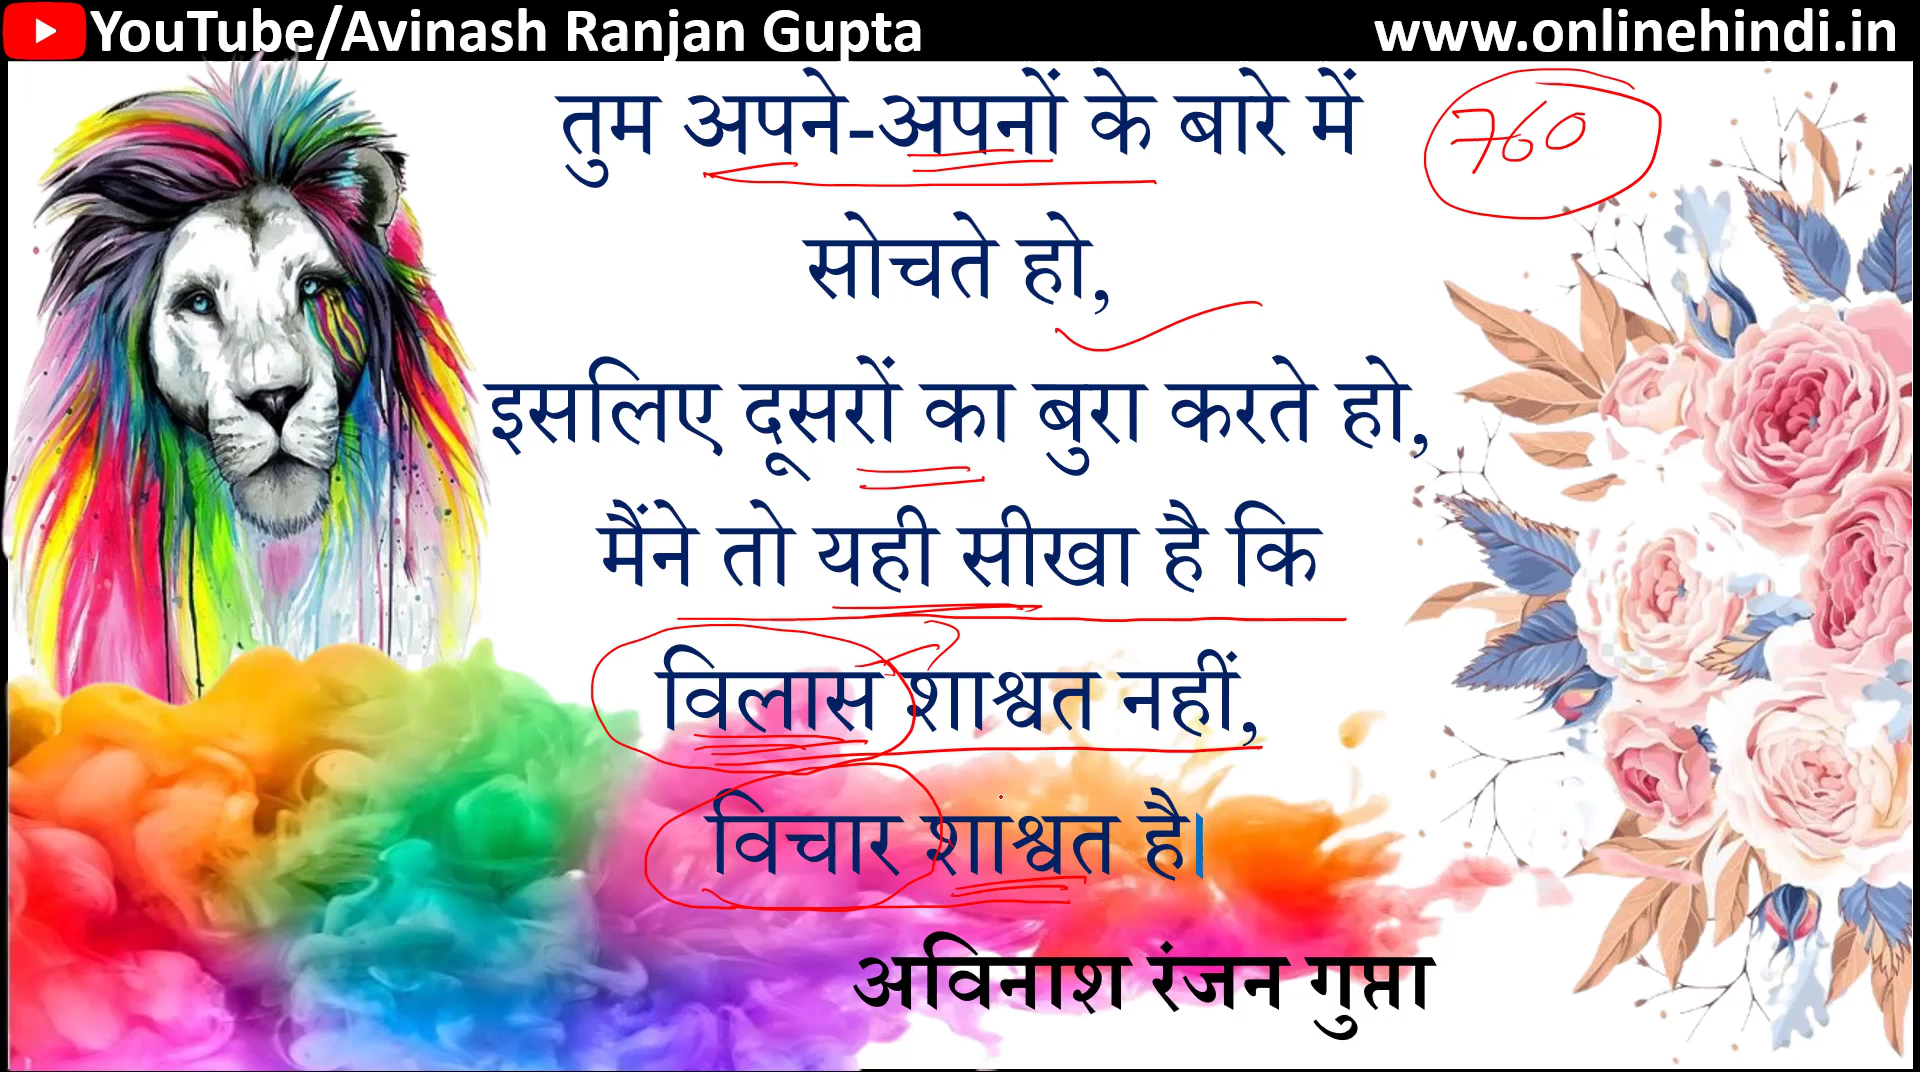 YouTube/Avinash Ranjan Gupta
www.onlinehindi.in
तुम अपने-अपनों के बारे में
760
सोचते हो,
इसलिए दूसरों का बुरा करते हो,
मैंने तो यही सीखा है कि
विलास शाश्वत नहीं,
विचार शाश्वत है।
अविनाश रंजन गुप्ता